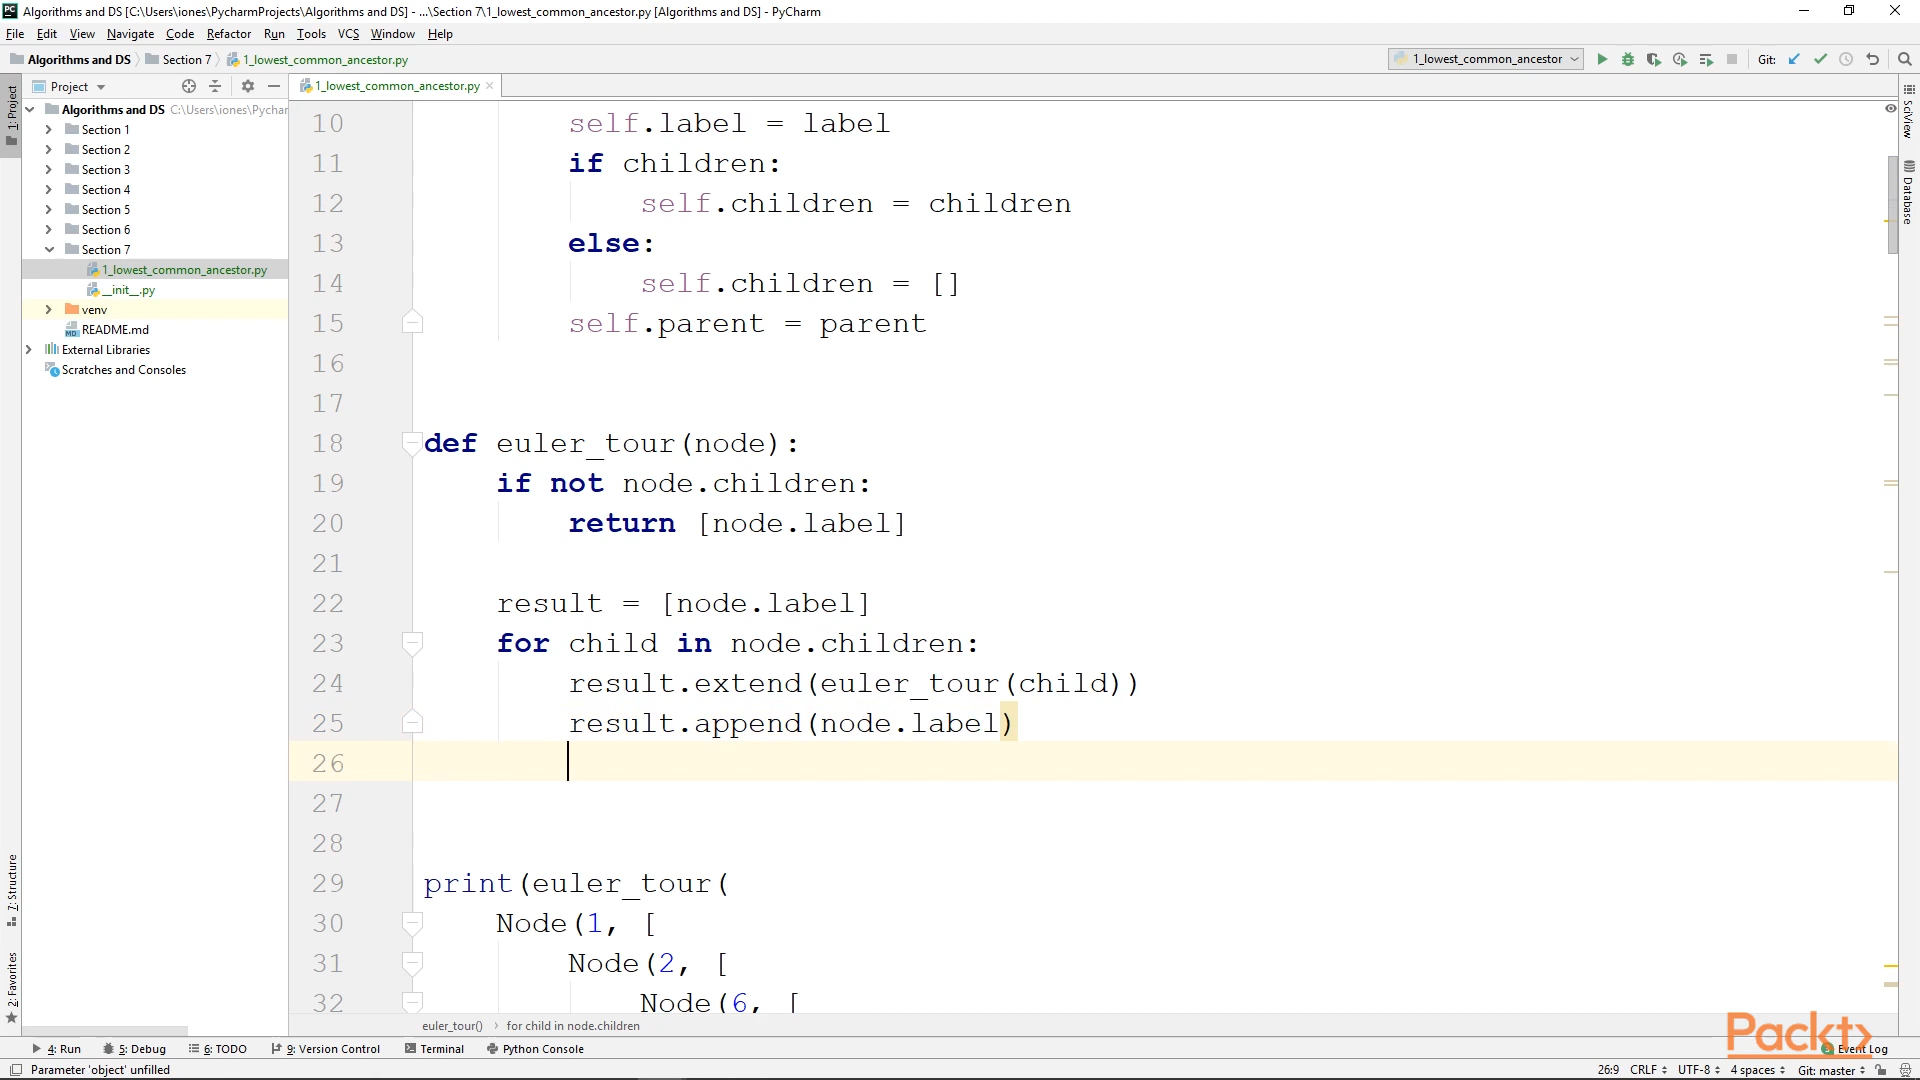 Algorithms and DS [C:\Users\iones\PycharmProjects\Algorithms and DS] - ...\Section 7\1_lowest_common_ancestor.py [Algorithms and DS] - PyCharm
File Edit View Navigate Code Refactor Run Tools VCS Window Help
Algorithms and DS Section 7 1_lowest_common_ancestor.py 1_lowest_common_ancestor Git:
Project 1_lowest_common_ancestor.py
1: Project
Algorithms and DS C:\Users\iones\Pychar
Section 1
Section 2
Section 3
Section 4
Section 5
Section 6
Section 7
1_lowest_common_ancestor.py
__init__.py
venv
README.md
External Libraries
Scratches and Consoles
7: Structure
2: Favorites
10 self.label = label
11 if children:
12 self.children = children
13 else:
14 self.children = []
15 self.parent = parent
16
17
18 def euler_tour(node):
19 if not node.children:
20 return [node.label]
21
22 result = [node.label]
23 for child in node.children:
24 result.extend(euler_tour(child))
25 result.append(node.label)
26
27
28
29 print(euler_tour(
30 Node(1, [
31 Node(2, [
32 Node(6, [
SciView
Database
euler_tour() for child in node.children
Packt
4: Run 5: Debug 6: TODO 9: Version Control Terminal Python Console Event Log
Parameter 'object' unfilled 26:9 CRLF UTF-8 4 spaces Git: master